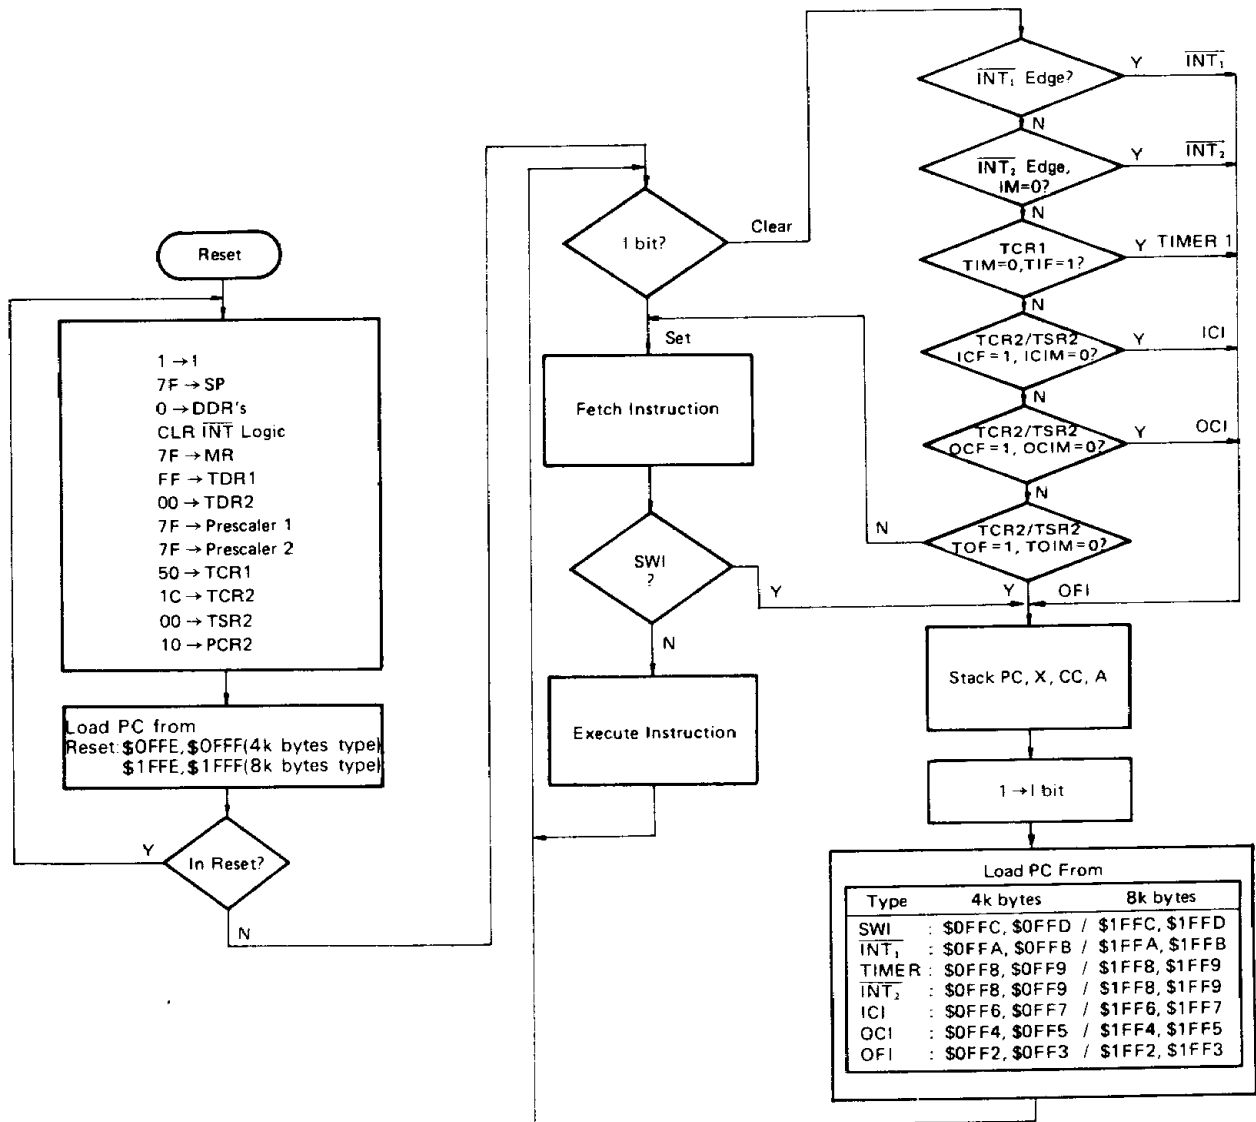 Reset
1 → I
7F → SP
0 → DDR's
CLR INT Logic
7F → MR
FF → TDR1
00 → TDR2
7F → Prescaler 1
7F → Prescaler 2
50 → TCR1
1C → TCR2
00 → TSR2
10 → PCR2
Load PC from
Reset: $0FFE, $0FFF(4k bytes type)
$1FFE, $1FFF(8k bytes type)
In Reset?
Y
N
I bit?
Clear
Set
Fetch Instruction
SWI
?
Y
N
Execute Instruction
INT₁ Edge?
Y
INT₁
N
INT₂ Edge,
IM=0?
Y
INT₂
N
TCR1
TIM=0,TIF=1?
Y
TIMER 1
N
TCR2/TSR2
ICF=1, ICIM=0?
Y
ICI
N
TCR2/TSR2
OCF=1, OCIM=0?
Y
OCI
N
TCR2/TSR2
TOF=1, TOIM=0?
N
Y
OFI
Stack PC, X, CC, A
1 → I bit
Load PC From
Type 4k bytes 8k bytes
SWI : $0FFC, $0FFD / $1FFC, $1FFD
INT₁ : $0FFA, $0FFB / $1FFA, $1FFB
TIMER : $0FF8, $0FF9 / $1FF8, $1FF9
INT₂ : $0FF8, $0FF9 / $1FF8, $1FF9
ICI : $0FF6, $0FF7 / $1FF6, $1FF7
OCI : $0FF4, $0FF5 / $1FF4, $1FF5
OFI : $0FF2, $0FF3 / $1FF2, $1FF3